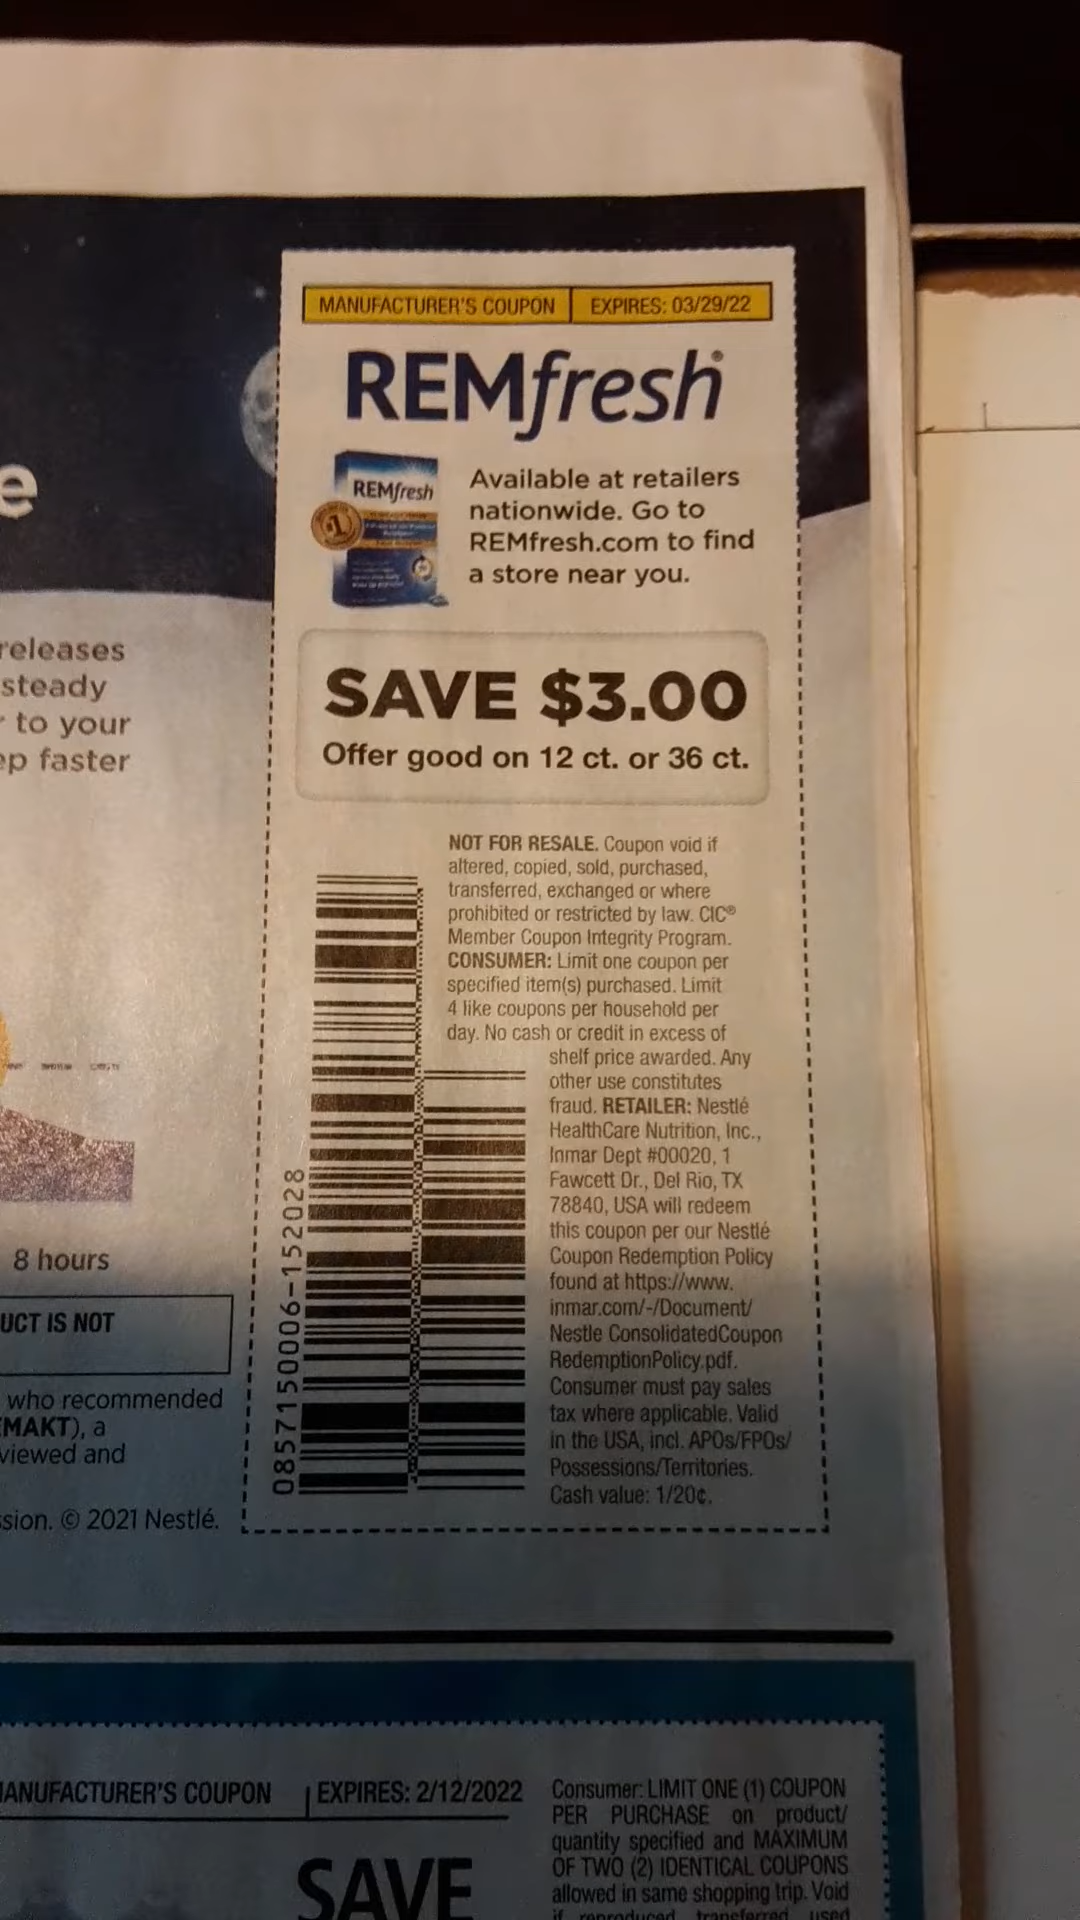 e
releases
steady
to your
ep faster
8 hours
UCT IS NOT
who recommended
EMAKT), a
viewed and
ssion. © 2021 Nestlé.
MANUFACTURER'S COUPON EXPIRES: 03/29/22
REMfresh®
REMfresh
#1
Available at retailers
nationwide. Go to
REMfresh.com to find
a store near you.
SAVE $3.00
Offer good on 12 ct. or 36 ct.
NOT FOR RESALE. Coupon void if
altered, copied, sold, purchased,
transferred, exchanged or where
prohibited or restricted by law. CIC®
Member Coupon Integrity Program.
CONSUMER: Limit one coupon per
specified item(s) purchased. Limit
4 like coupons per household per
day. No cash or credit in excess of
shelf price awarded. Any
other use constitutes
fraud. RETAILER: Nestlé
HealthCare Nutrition, Inc.,
Inmar Dept #00020, 1
Fawcett Dr., Del Rio, TX
78840, USA will redeem
this coupon per our Nestlé
Coupon Redemption Policy
found at https://www.
inmar.com/-/Document/
Nestle ConsolidatedCoupon
RedemptionPolicy.pdf.
Consumer must pay sales
tax where applicable. Valid
in the USA, incl. APOs/FPOs/
Possessions/Territories.
Cash value: 1/20¢.
0857150006-152028
MANUFACTURER'S COUPON EXPIRES: 2/12/2022
SAVE
Consumer: LIMIT ONE (1) COUPON
PER PURCHASE on product/
quantity specified and MAXIMUM
OF TWO (2) IDENTICAL COUPONS
allowed in same shopping trip. Void
if reproduced, transferred, used